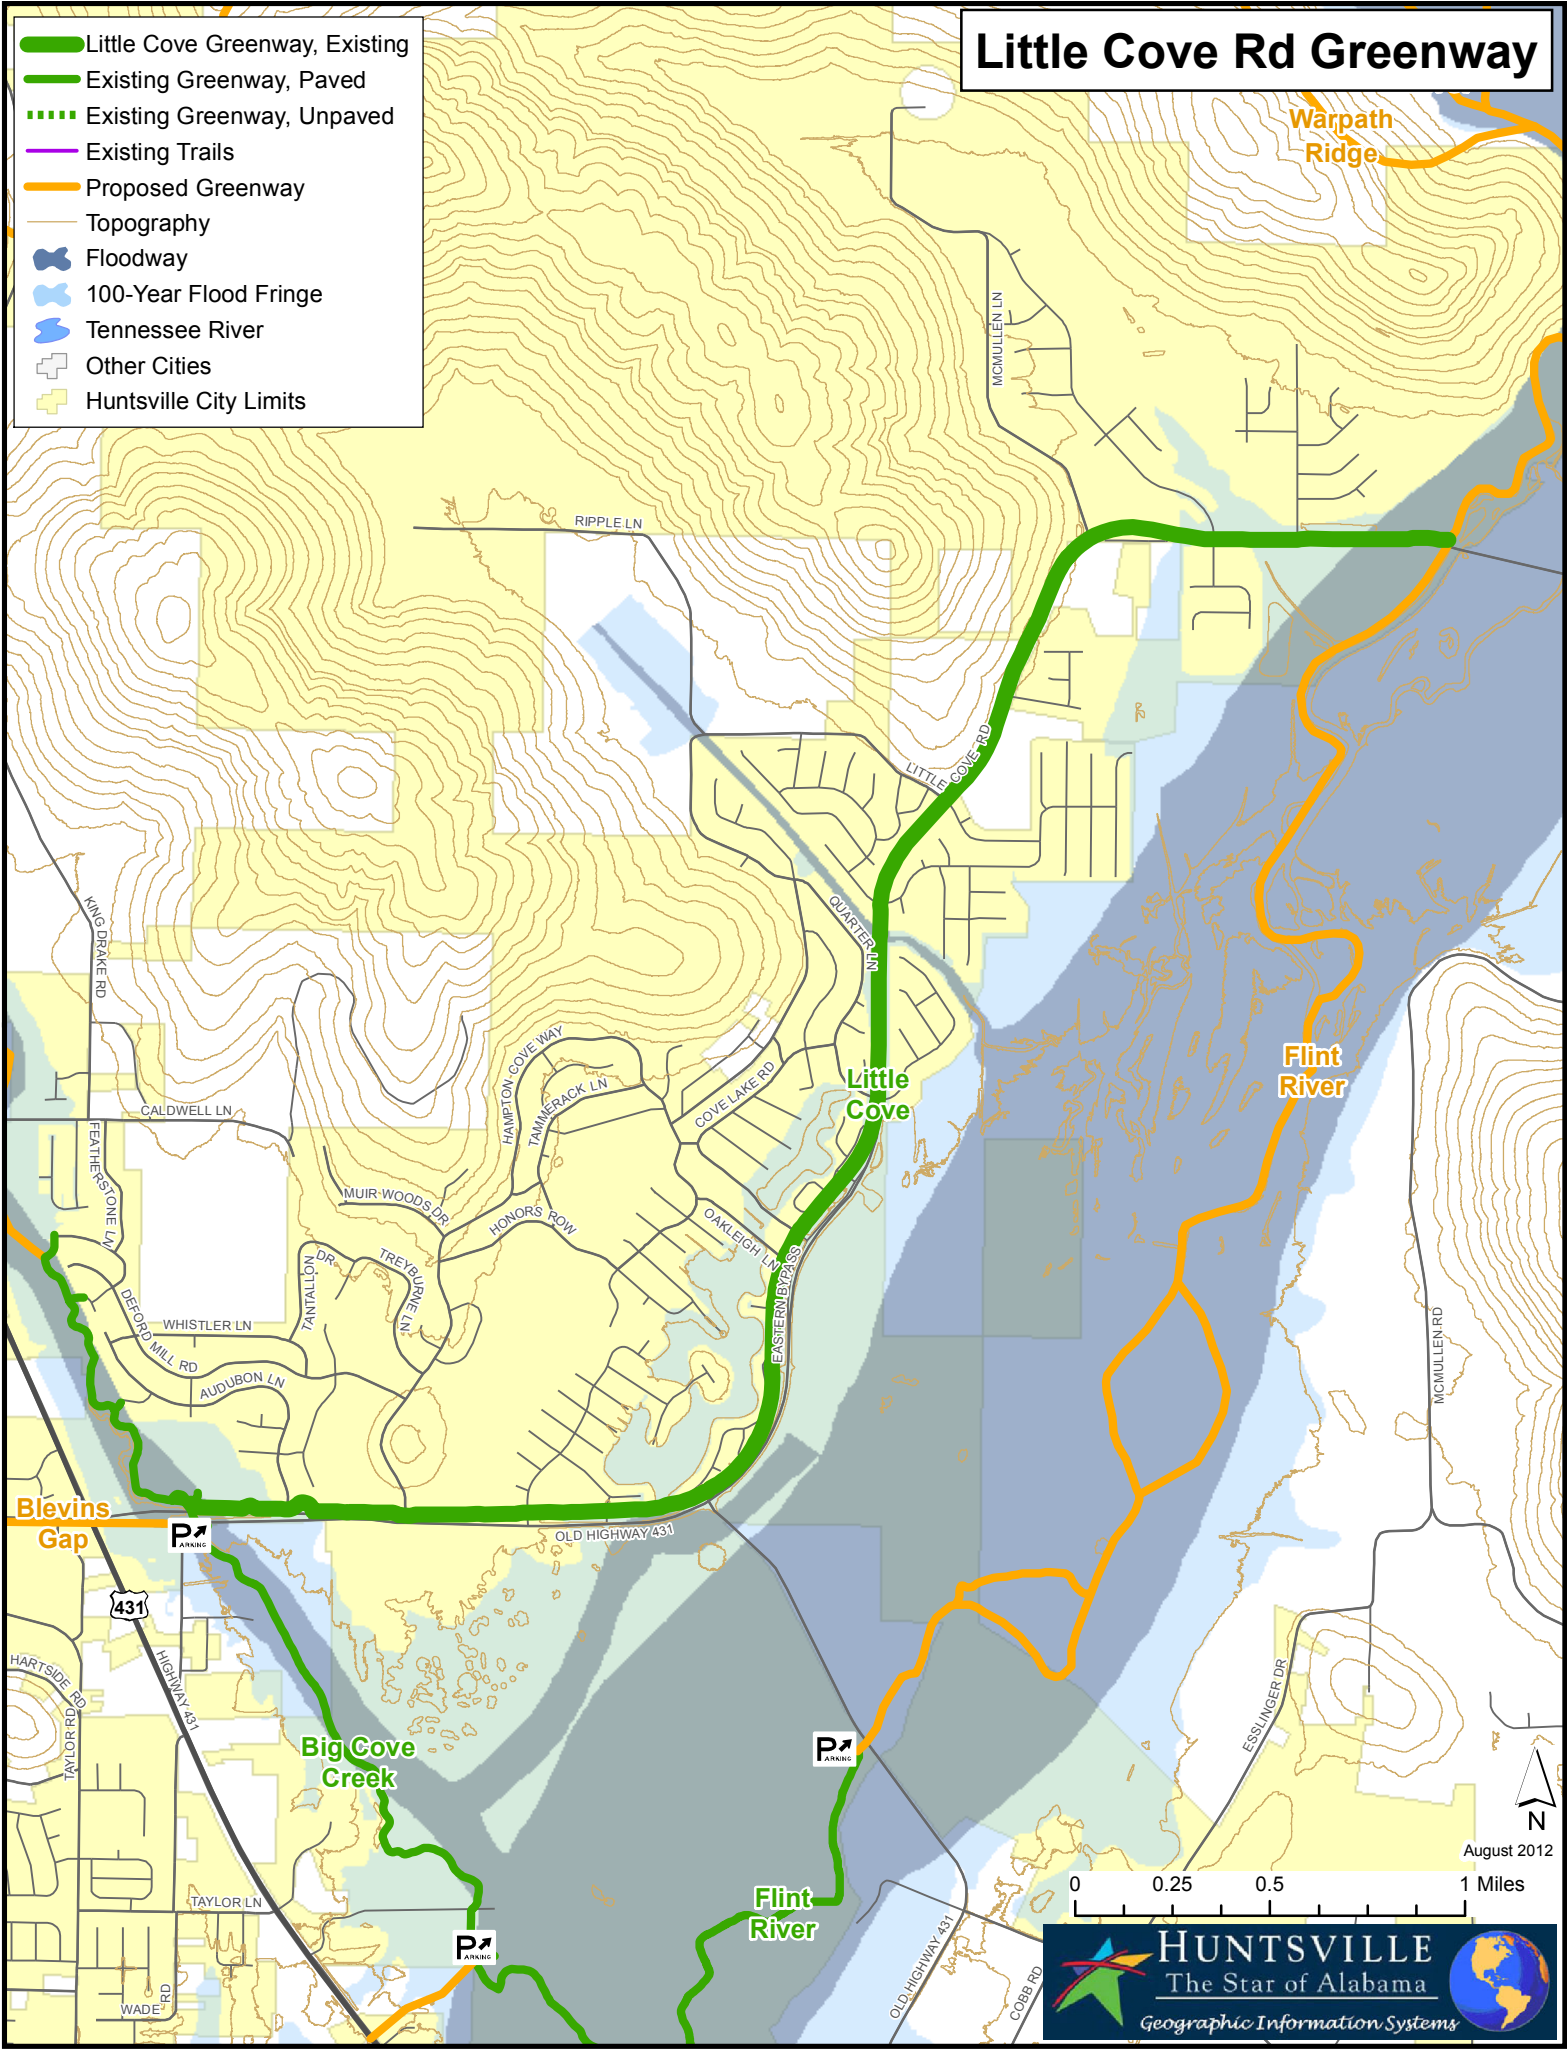 Little Cove Rd Greenway
Little Cove Greenway, Existing
Existing Greenway, Paved
Existing Greenway, Unpaved
Existing Trails
Proposed Greenway
Topography
Floodway
100-Year Flood Fringe
Tennessee River
Other Cities
Huntsville City Limits
Warpath
Ridge
MCMULLEN LN
RIPPLE LN
LITTLE COVE RD
QUARTER LN
KING DRAKE RD
HAMPTON COVE WAY
TAMMERACK LN
COVE LAKE RD
Little
Cove
Flint
River
CALDWELL LN
FEATHERSTONE LN
MUIR WOODS DR
HONORS ROW
OAKLEIGH LN
EASTERN BYPASS
TANTALLON DR
TREYBURNE LN
DEFORD MILL RD
WHISTLER LN
AUDUBON LN
MCMULLEN RD
Blevins
Gap
P
ARKING
OLD HIGHWAY 431
431
HIGHWAY 431
HARTSIDE RD
TAYLOR RD
ESSLINGER DR
Big Cove
Creek
P
ARKING
N
August 2012
0 0.25 0.5 1 Miles
TAYLOR LN
Flint
River
P
ARKING
OLD HIGHWAY 431
COBB RD
WADE RD
HUNTSVILLE
The Star of Alabama
Geographic Information Systems